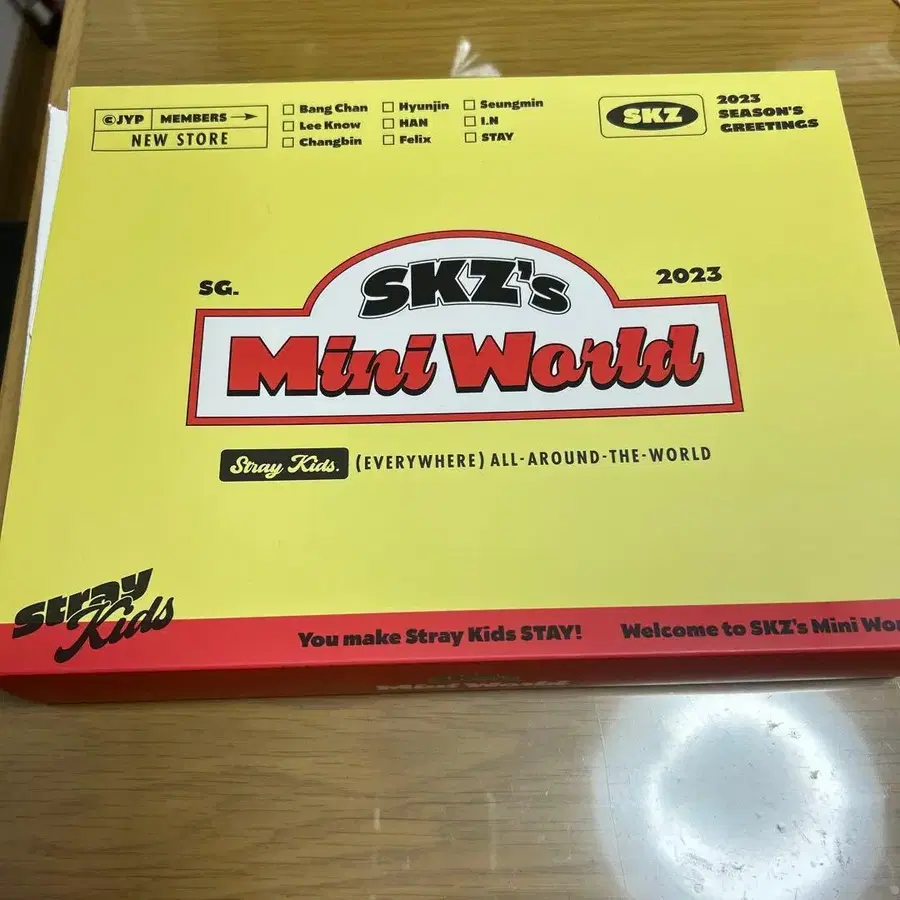 ©JYP MEMBERS →
NEW STORE
☐ Bang Chan ☐ Hyunjin ☐ Seungmin
☐ Lee Know ☐ HAN ☐ I.N
☐ Changbin ☐ Felix ☐ STAY
SKZ
2023
SEASON'S
GREETINGS
SG.
2023
SKZ's
Mini World
Stray Kids. (EVERYWHERE) ALL-AROUND-THE-WORLD
Stray
Kids
You make Stray Kids STAY! Welcome to SKZ's Mini Wor
Mini World